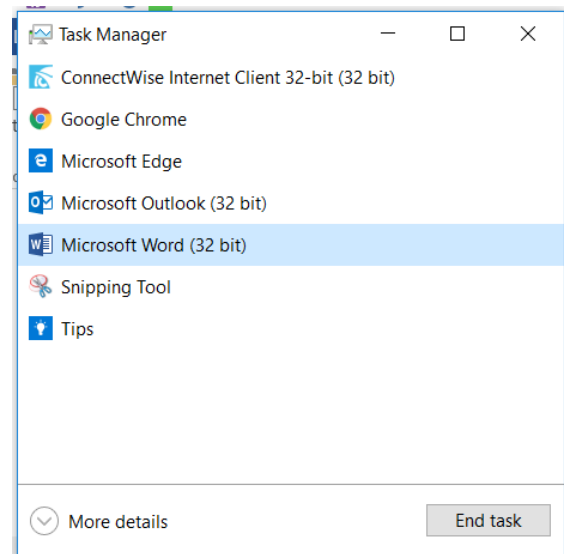 Task Manager
ConnectWise Internet Client 32-bit (32 bit)
Google Chrome
Microsoft Edge
Microsoft Outlook (32 bit)
Microsoft Word (32 bit)
Snipping Tool
Tips
More details
End task